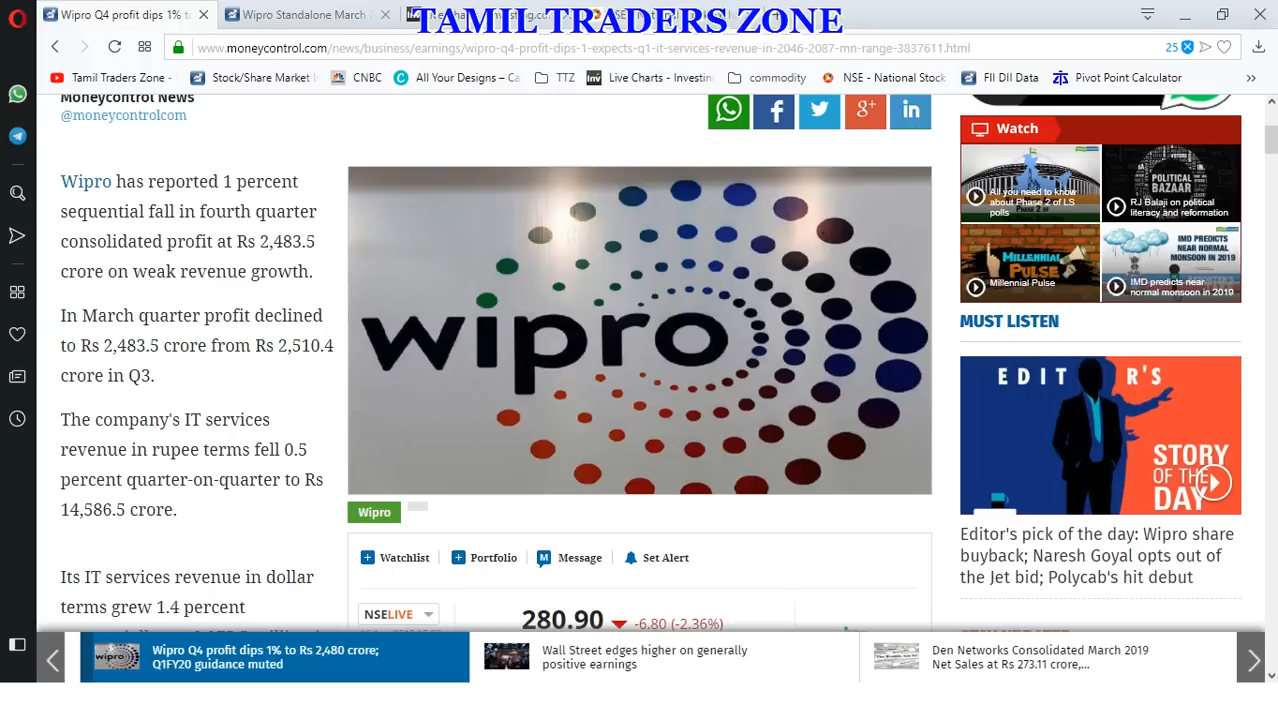 TAMIL TRADERS ZONE
Wipro Q4 profit dips 1% t
Wipro Standalone March
www.moneycontrol.com/news/business/earnings/wipro-q4-profit-dips-1-expects-q1-it-services-revenue-in-2046-2087-mn-range-3837611.html
25
Tamil Traders Zone -
Stock/Share Market
CNBC
All Your Designs – Ca
TTZ
Live Charts - Investin
commodity
NSE - National Stock
FII DII Data
Pivot Point Calculator
Moneycontrol News
@moneycontrolcom
Wipro has reported 1 percent
sequential fall in fourth quarter
consolidated profit at Rs 2,483.5
crore on weak revenue growth.
In March quarter profit declined
to Rs 2,483.5 crore from Rs 2,510.4
crore in Q3.
The company's IT services
revenue in rupee terms fell 0.5
percent quarter-on-quarter to Rs
14,586.5 crore.
Its IT services revenue in dollar
terms grew 1.4 percent
wipro
Wipro
Watchlist
Portfolio
Message
Set Alert
NSELIVE
280.90
-6.80 (-2.36%)
Watch
All you need to know
about Phase 2 of LS
polls
POLITICAL
BAZAAR
RJ Balaji on political
literacy and reformation
MILLENNIAL
PULSE
Millennial Pulse
IMD PREDICTS
NEAR NORMAL
MONSOON IN 2019
IMD predicts near
normal monsoon in 2019
MUST LISTEN
EDIT R'S
STORY
OF THE
DAY
Editor's pick of the day: Wipro share
buyback; Naresh Goyal opts out of
the Jet bid; Polycab's hit debut
Wipro Q4 profit dips 1% to Rs 2,480 crore;
Q1FY20 guidance muted
Wall Street edges higher on generally
positive earnings
Den Networks Consolidated March 2019
Net Sales at Rs 273.11 crore,...